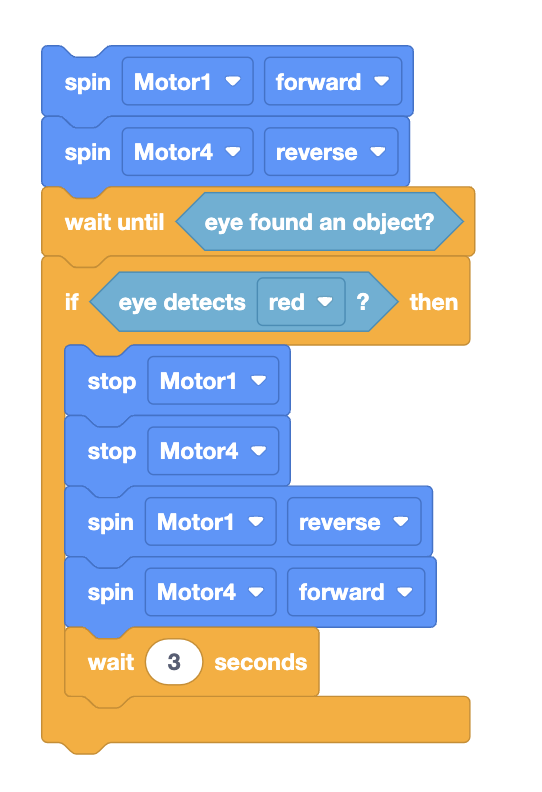 spin Motor1 forward
spin Motor4 reverse
wait until eye found an object?
if eye detects red ? then
stop Motor1
stop Motor4
spin Motor1 reverse
spin Motor4 forward
wait 3 seconds